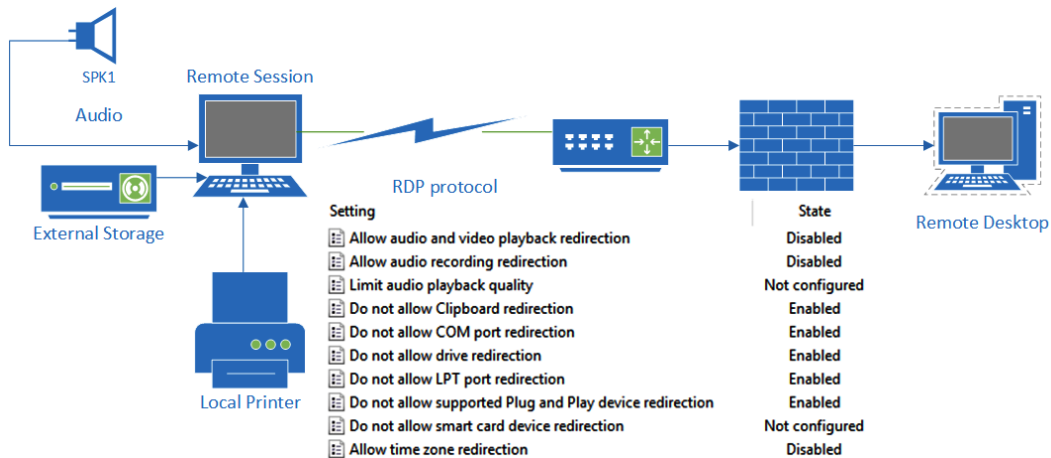 SPK1
Audio
Remote Session
External Storage
Local Printer
RDP protocol
Remote Desktop
Setting State
Allow audio and video playback redirection Disabled
Allow audio recording redirection Disabled
Limit audio playback quality Not configured
Do not allow Clipboard redirection Enabled
Do not allow COM port redirection Enabled
Do not allow drive redirection Enabled
Do not allow LPT port redirection Enabled
Do not allow supported Plug and Play device redirection Enabled
Do not allow smart card device redirection Not configured
Allow time zone redirection Disabled